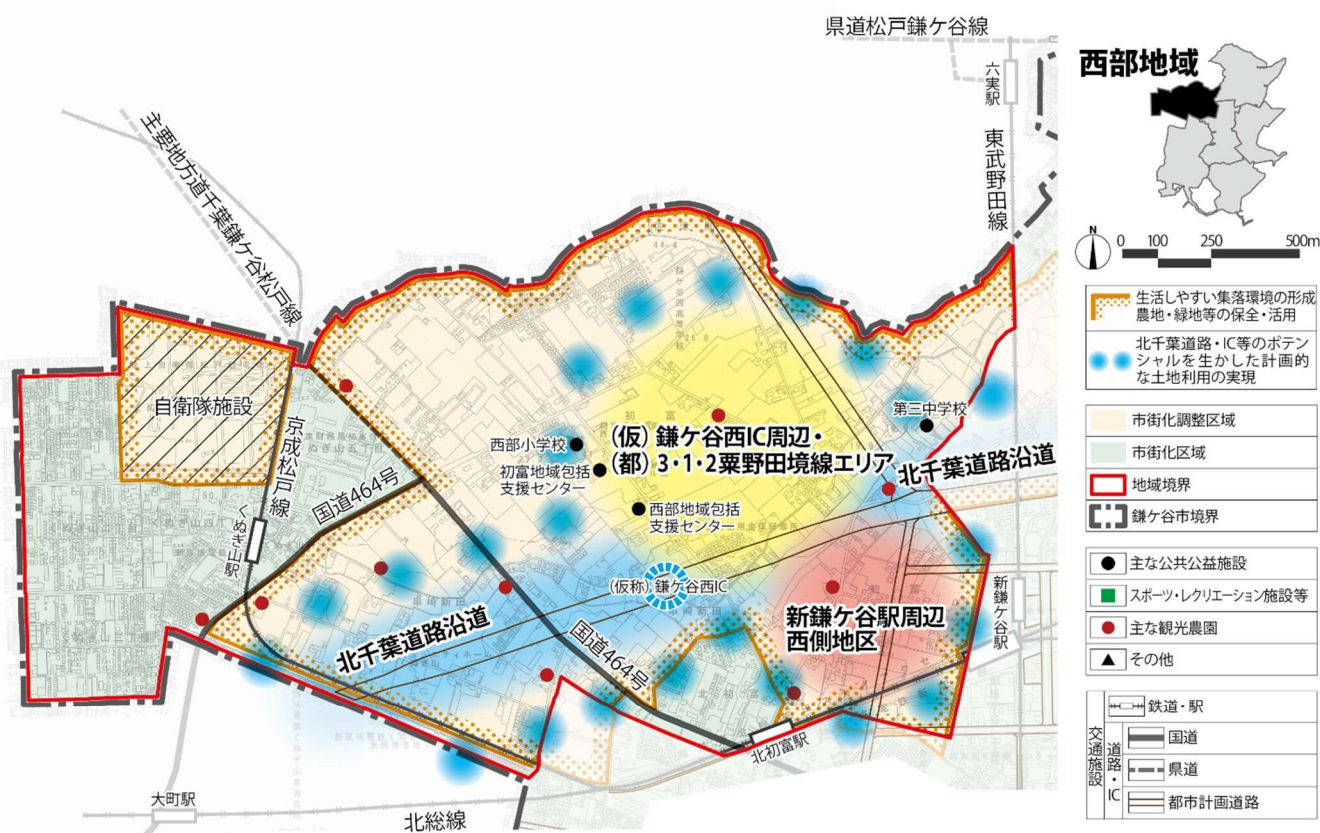 県道松戸鎌ケ谷線
六実駅
東武野田線
主要地方道千葉鎌ケ谷松戸線
自衛隊施設
京成松戸線
くぬぎ山駅
国道464号
西部小学校
初富地域包括
支援センター
西部地域包括
支援センター
(仮)鎌ケ谷西IC周辺・
(都)3・1・2粟野田境線エリア
第三中学校
北千葉道路沿道
(仮称)鎌ケ谷西IC
北千葉道路沿道
国道464号
新鎌ケ谷駅周辺
西側地区
新鎌ケ谷駅
北初富駅
大町駅
北総線
西部地域
N
0 100 250 500m
生活しやすい集落環境の形成
農地・緑地等の保全・活用
北千葉道路・IC等のポテン
シャルを生かした計画的
な土地利用の実現
市街化調整区域
市街化区域
地域境界
鎌ケ谷市境界
主な公共公益施設
スポーツ・レクリエーション施設等
主な観光農園
その他
交通施設
鉄道・駅
道路・IC
国道
県道
都市計画道路